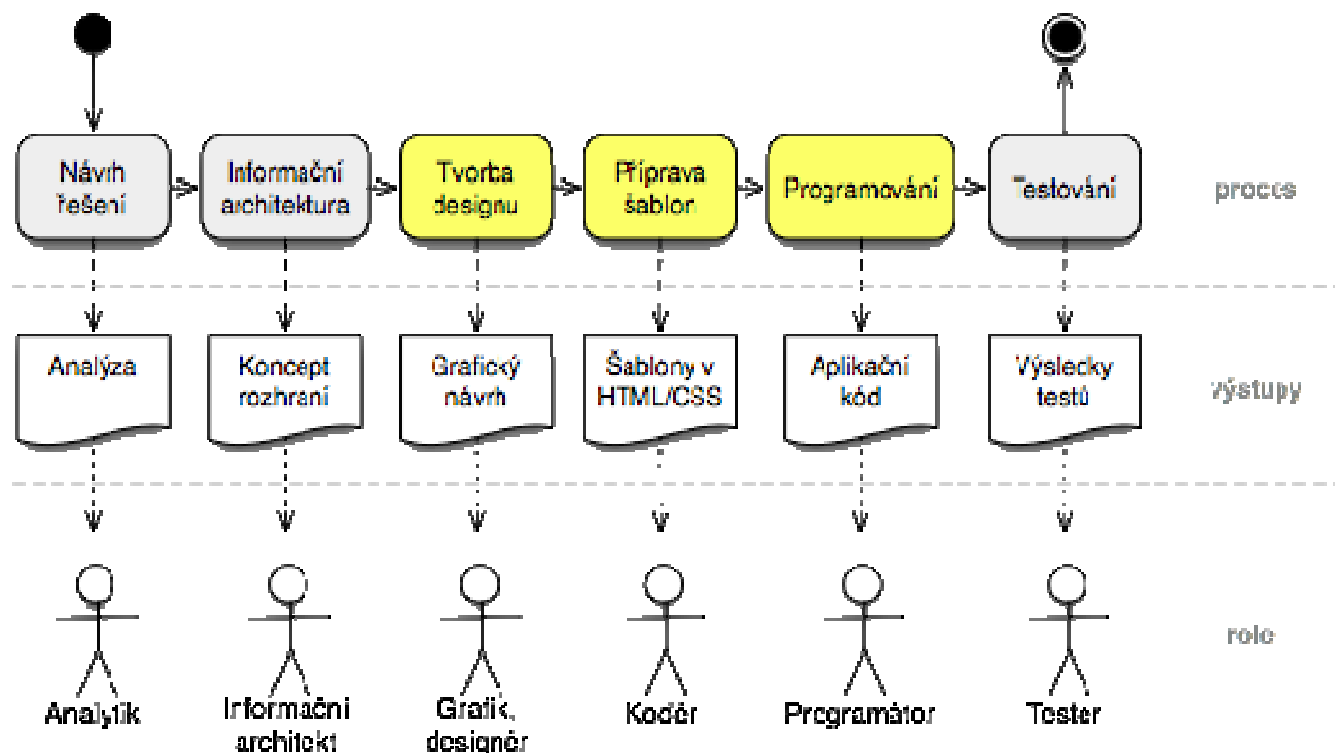 Návrh
řešení
Informační
architektura
Tvorba
designu
Příprava
šablon
Programování
Testování
proces
Analýza
Koncept
rozhraní
Grafický
návrh
Šablony v
HTML/CSS
Aplikační
kód
Výsledky
testů
výstupy
role
Analytik
Informační
architekt
Grafik,
designér
Kodér
Programátor
Tester